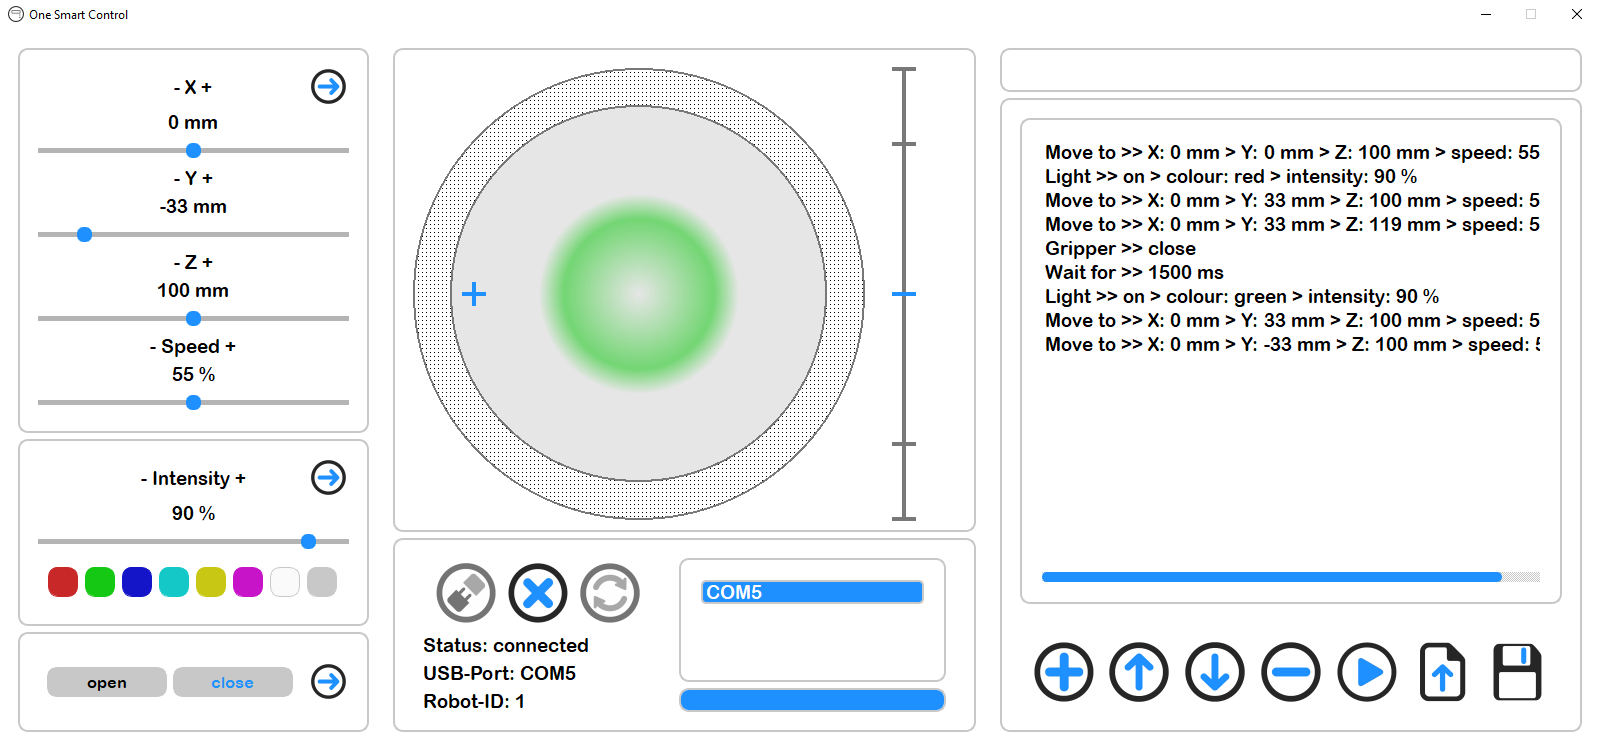 One Smart Control
- X +
0 mm
- Y +
-33 mm
- Z +
100 mm
- Speed +
55 %
- Intensity +
90 %
open close
Status: connected
USB-Port: COM5
Robot-ID: 1
COM5
Move to >> X: 0 mm > Y: 0 mm > Z: 100 mm > speed: 55
Light >> on > colour: red > intensity: 90 %
Move to >> X: 0 mm > Y: 33 mm > Z: 100 mm > speed: 5
Move to >> X: 0 mm > Y: 33 mm > Z: 119 mm > speed: 5
Gripper >> close
Wait for >> 1500 ms
Light >> on > colour: green > intensity: 90 %
Move to >> X: 0 mm > Y: 33 mm > Z: 100 mm > speed: 5
Move to >> X: 0 mm > Y: -33 mm > Z: 100 mm > speed: